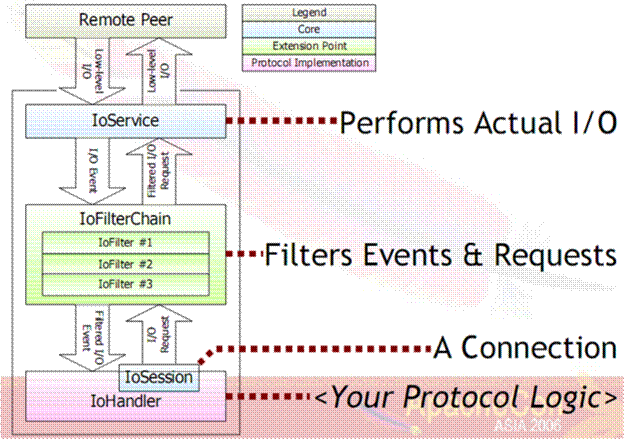 Remote Peer
Legend
Core
Extension Point
Protocol Implementation
Low-level
I/O
Low-level
I/O
IoService
Performs Actual I/O
I/O Event
Filtered I/O
Request
IoFilterChain
IoFilter #1
IoFilter #2
IoFilter #3
Filters Events & Requests
Filtered I/O
Event
I/O
Request
A Connection
IoSession
IoHandler
<Your Protocol Logic>
ASIA 2006